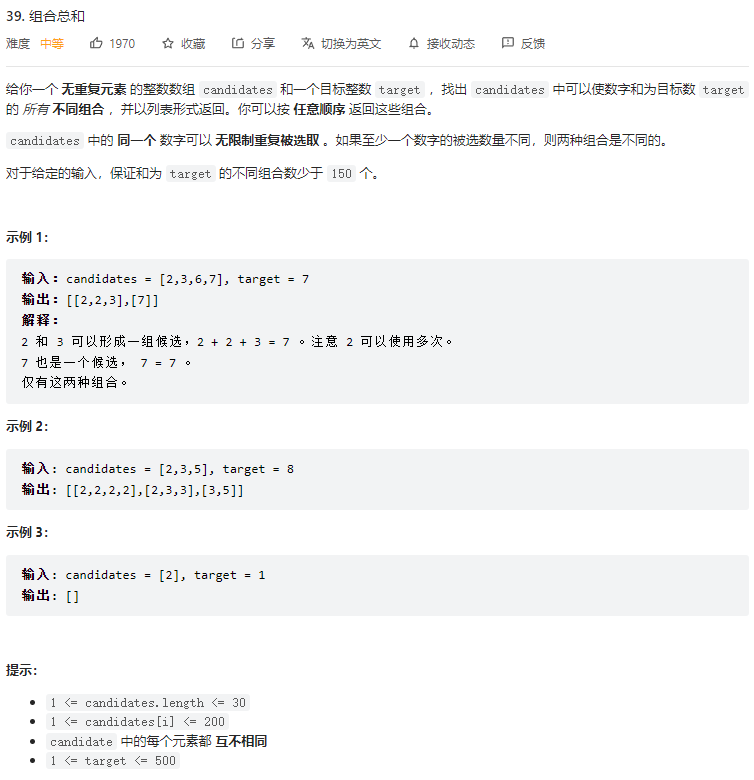 39. 组合总和
难度 中等 1970 收藏 分享 切换为英文 接收动态 反馈
给你一个 无重复元素 的整数数组 candidates 和一个目标整数 target ，找出 candidates 中可以使数字和为目标数 target
的 所有 不同组合 ，并以列表形式返回。你可以按 任意顺序 返回这些组合。
candidates 中的 同一个 数字可以 无限制重复被选取 。如果至少一个数字的被选数量不同，则两种组合是不同的。
对于给定的输入，保证和为 target 的不同组合数少于 150 个。
示例 1：
输入：candidates = [2,3,6,7], target = 7
输出：[[2,2,3],[7]]
解释：
2 和 3 可以形成一组候选，2 + 2 + 3 = 7 。注意 2 可以使用多次。
7 也是一个候选， 7 = 7 。
仅有这两种组合。
示例 2：
输入：candidates = [2,3,5], target = 8
输出：[[2,2,2,2],[2,3,3],[3,5]]
示例 3：
输入：candidates = [2], target = 1
输出：[]
提示：
• 1 <= candidates.length <= 30
• 1 <= candidates[i] <= 200
• candidate 中的每个元素都 互不相同
• 1 <= target <= 500